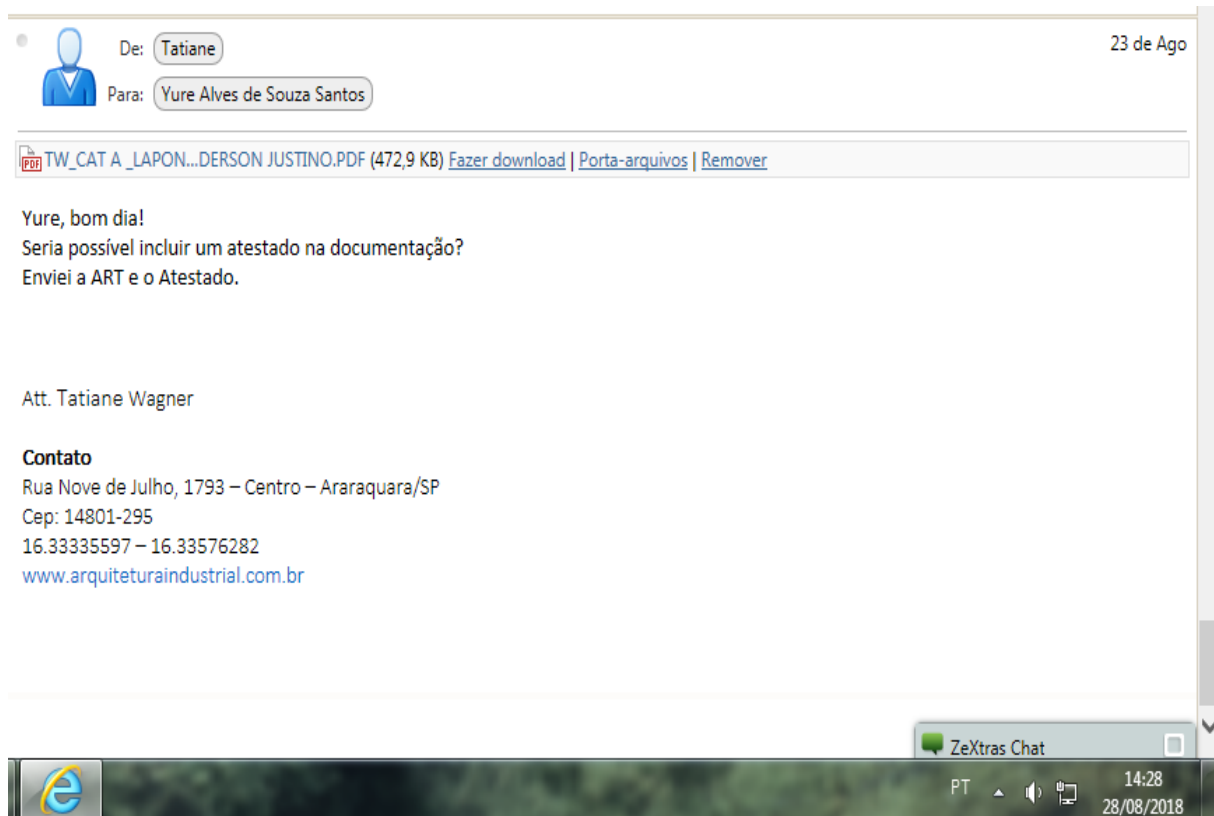 De: Tatiane
23 de Ago
Para: Yure Alves de Souza Santos
PDF TW_CAT A _LAPON...DERSON JUSTINO.PDF (472,9 KB) Fazer download | Porta-arquivos | Remover
Yure, bom dia!
Seria possível incluir um atestado na documentação?
Enviei a ART e o Atestado.
Att. Tatiane Wagner
Contato
Rua Nove de Julho, 1793 – Centro – Araraquara/SP
Cep: 14801-295
16.33335597 – 16.33576282
www.arquiteturaindustrial.com.br
ZeXtras Chat
PT
14:28
28/08/2018